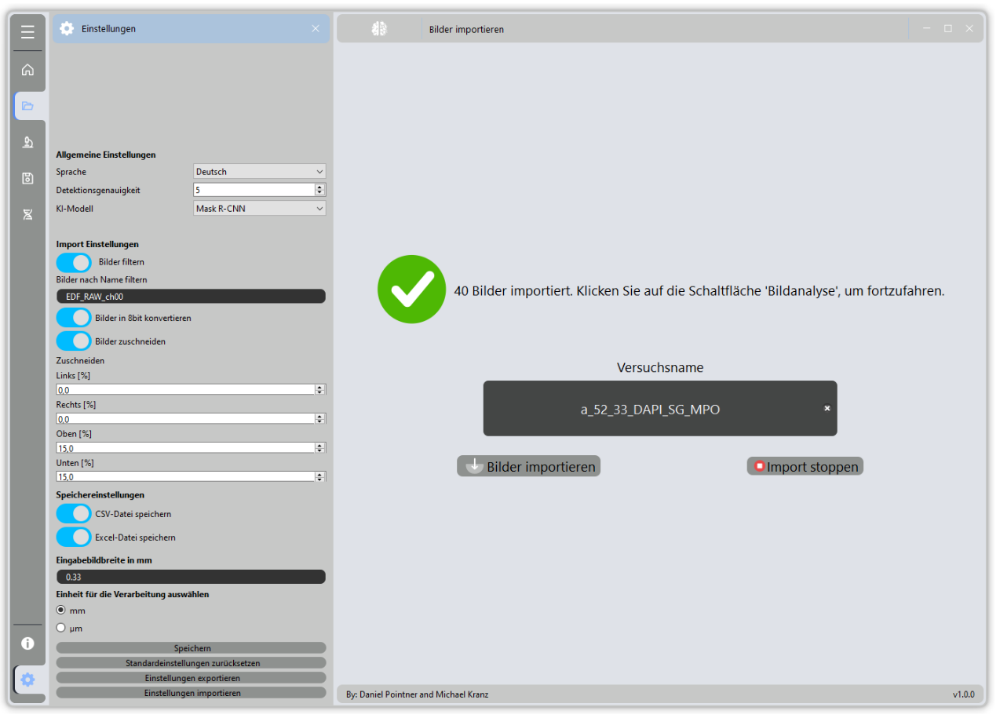 Einstellungen
Allgemeine Einstellungen
Sprache
Deutsch
Detektionsgenauigkeit
5
KI-Modell
Mask R-CNN
Import Einstellungen
Bilder filtern
Bilder nach Name filtern
EDF_RAW_ch00
Bilder in 8bit konvertieren
Bilder zuschneiden
Zuschneiden
Links [%]
0,0
Rechts [%]
0,0
Oben [%]
15,0
Unten [%]
15,0
Speichereinstellungen
CSV-Datei speichern
Excel-Datei speichern
Eingabebildbreite in mm
0.33
Einheit für die Verarbeitung auswählen
mm
µm
Speichern
Standardeinstellungen zurücksetzen
Einstellungen exportieren
Einstellungen importieren
Bilder importieren
40 Bilder importiert. Klicken Sie auf die Schaltfläche 'Bildanalyse', um fortzufahren.
Versuchsname
a_52_33_DAPI_SG_MPO
Bilder importieren
Import stoppen
By: Daniel Pointner and Michael Kranz
v1.0.0